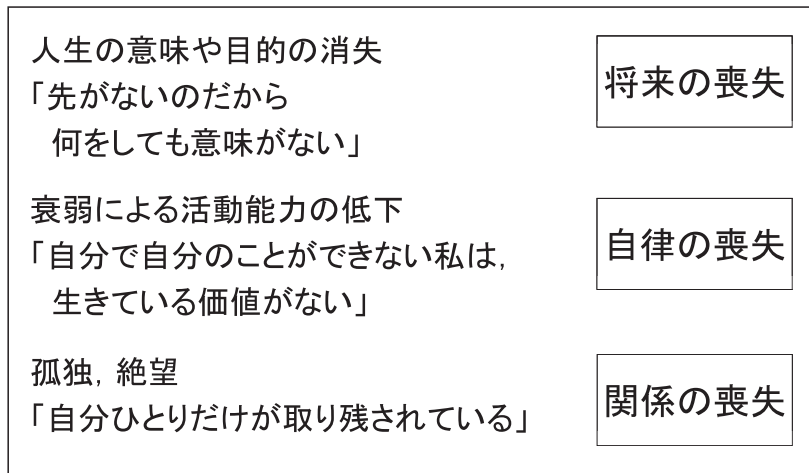 人生の意味や目的の消失
「先がないのだから
何をしても意味がない」
将来の喪失
衰弱による活動能力の低下
「自分で自分のことができない私は,
生きている価値がない」
自律の喪失
孤独, 絶望
「自分ひとりだけが取り残されている」
関係の喪失